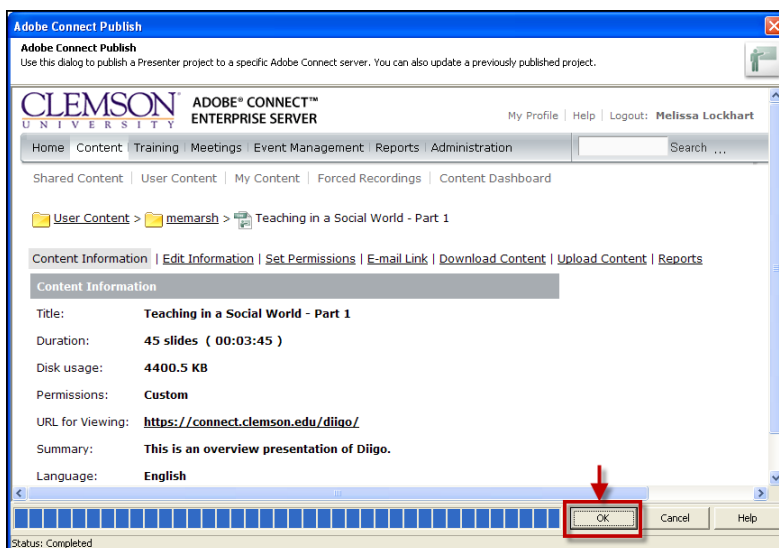 Adobe Connect Publish
Adobe Connect Publish
Use this dialog to publish a Presenter project to a specific Adobe Connect server. You can also update a previously published project.
CLEMSON
UNIVERSITY
ADOBE® CONNECT™
ENTERPRISE SERVER
My Profile | Help | Logout: Melissa Lockhart
Home Content Training Meetings Event Management Reports Administration Search ...
Shared Content | User Content | My Content | Forced Recordings | Content Dashboard
User Content > memarsh > Teaching in a Social World - Part 1
Content Information | Edit Information | Set Permissions | E-mail Link | Download Content | Upload Content | Reports
Content Information
Title: Teaching in a Social World - Part 1
Duration: 45 slides ( 00:03:45 )
Disk usage: 4400.5 KB
Permissions: Custom
URL for Viewing: https://connect.clemson.edu/diigo/
Summary: This is an overview presentation of Diigo.
Language: English
OK Cancel Help
Status: Completed